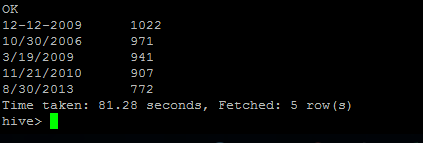 OK
12-12-2009 1022
10/30/2006 971
3/19/2009 941
11/21/2010 907
8/30/2013 772
Time taken: 81.28 seconds, Fetched: 5 row(s)
hive>